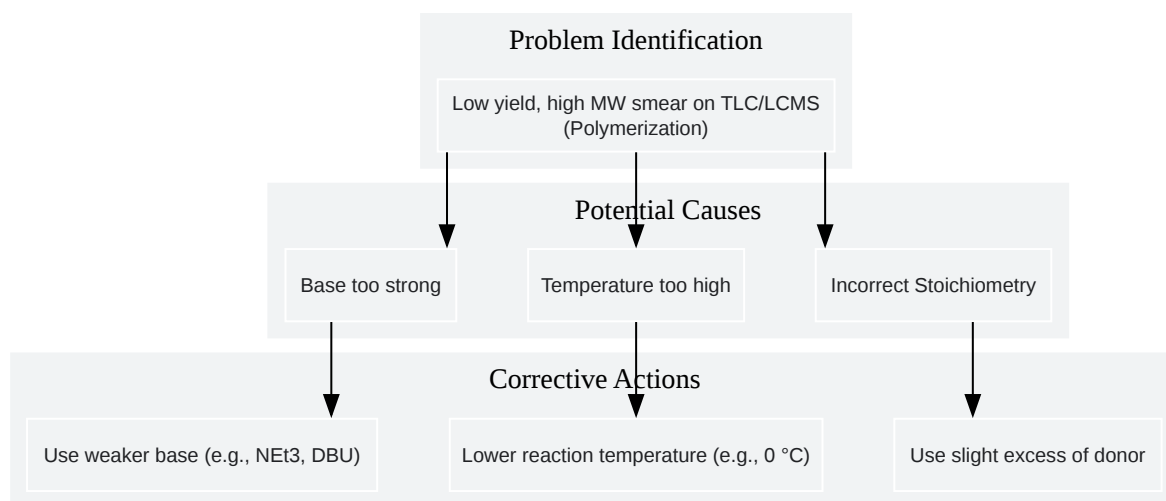 Problem Identification
Low yield, high MW smear on TLC/LCMS
(Polymerization)
Potential Causes
Base too strong
Temperature too high
Incorrect Stoichiometry
Corrective Actions
Use weaker base (e.g., NEt3, DBU)
Lower reaction temperature (e.g., 0 °C)
Use slight excess of donor